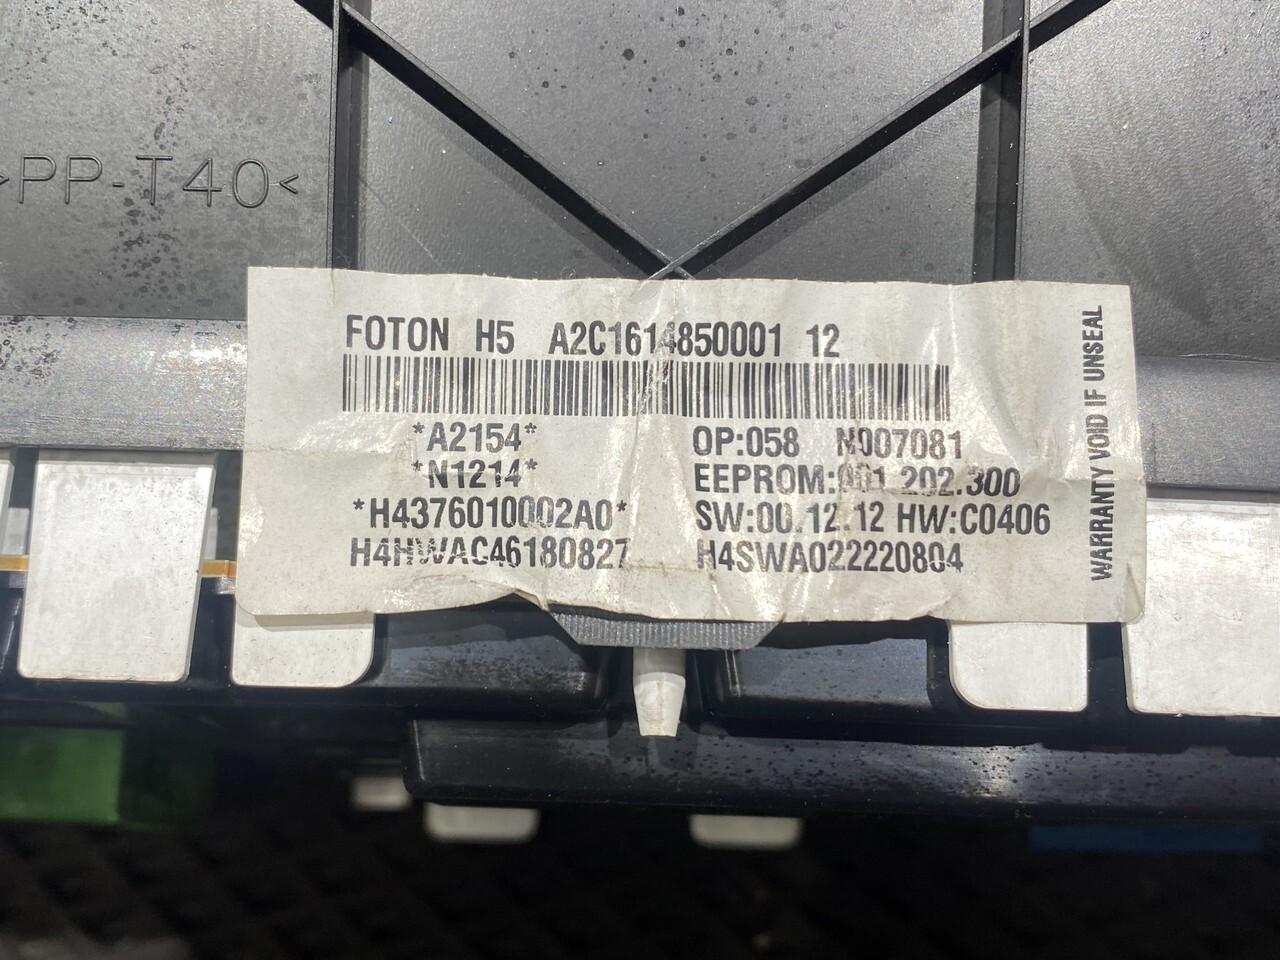 >PP-T40<
FOTON H5 A2C1614850001 12
*A2154* OP:058 N007081
*N1214* EEPROM:001.202.300
*H4376010002A0* SW:00.12.12 HW:C0406
H4HWAC46180827 H4SWA022220804
WARRANTY VOID IF UNSEAL